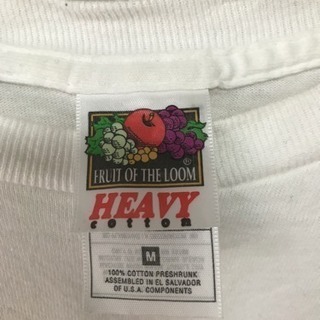 FRUIT OF THE LOOM ®
HEAVY
cotton
M
100% COTTON PRESHRUNK
ASSEMBLED IN EL SALVADOR
OF U.S.A. COMPONENTS